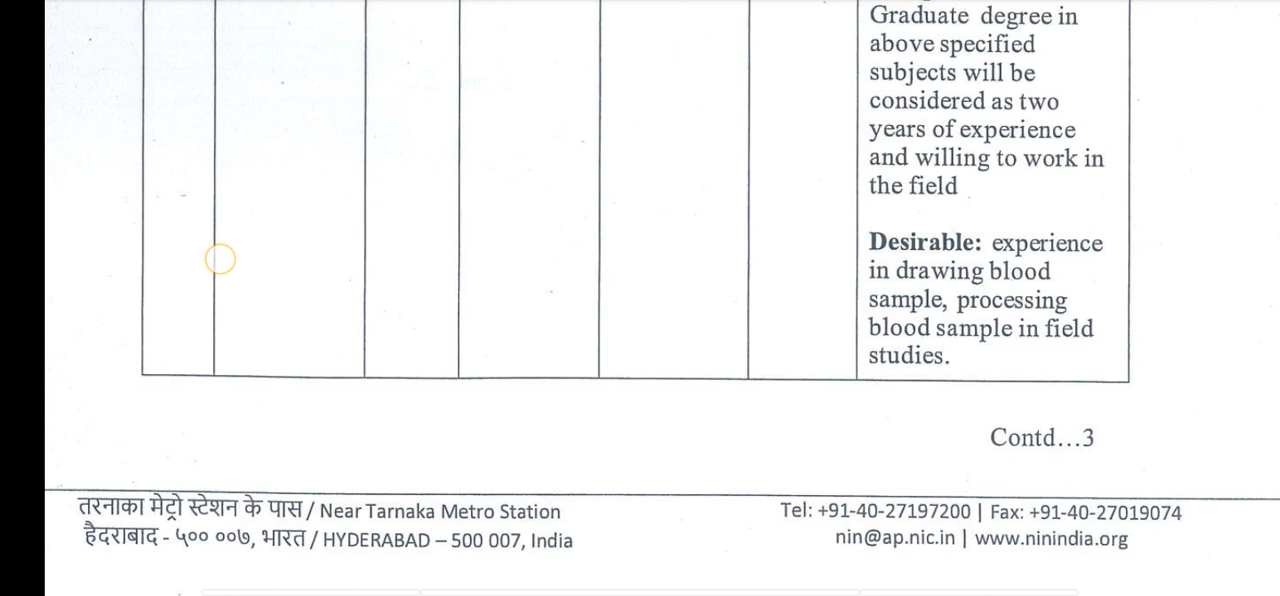 Graduate degree in
above specified
subjects will be
considered as two
years of experience
and willing to work in
the field
Desirable: experience
in drawing blood
sample, processing
blood sample in field
studies.
Contd...3
तरनाका मेट्रो स्टेशन के पास / Near Tarnaka Metro Station
हैदराबाद - ५०० ००७, भारत / HYDERABAD – 500 007, India
Tel: +91-40-27197200 | Fax: +91-40-27019074
nin@ap.nic.in | www.ninindia.org